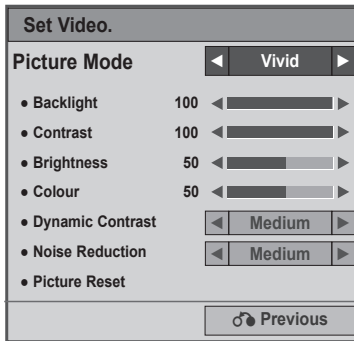 Set Video.
Picture Mode Vivid
• Backlight 100
• Contrast 100
• Brightness 50
• Colour 50
• Dynamic Contrast Medium
• Noise Reduction Medium
• Picture Reset
Previous